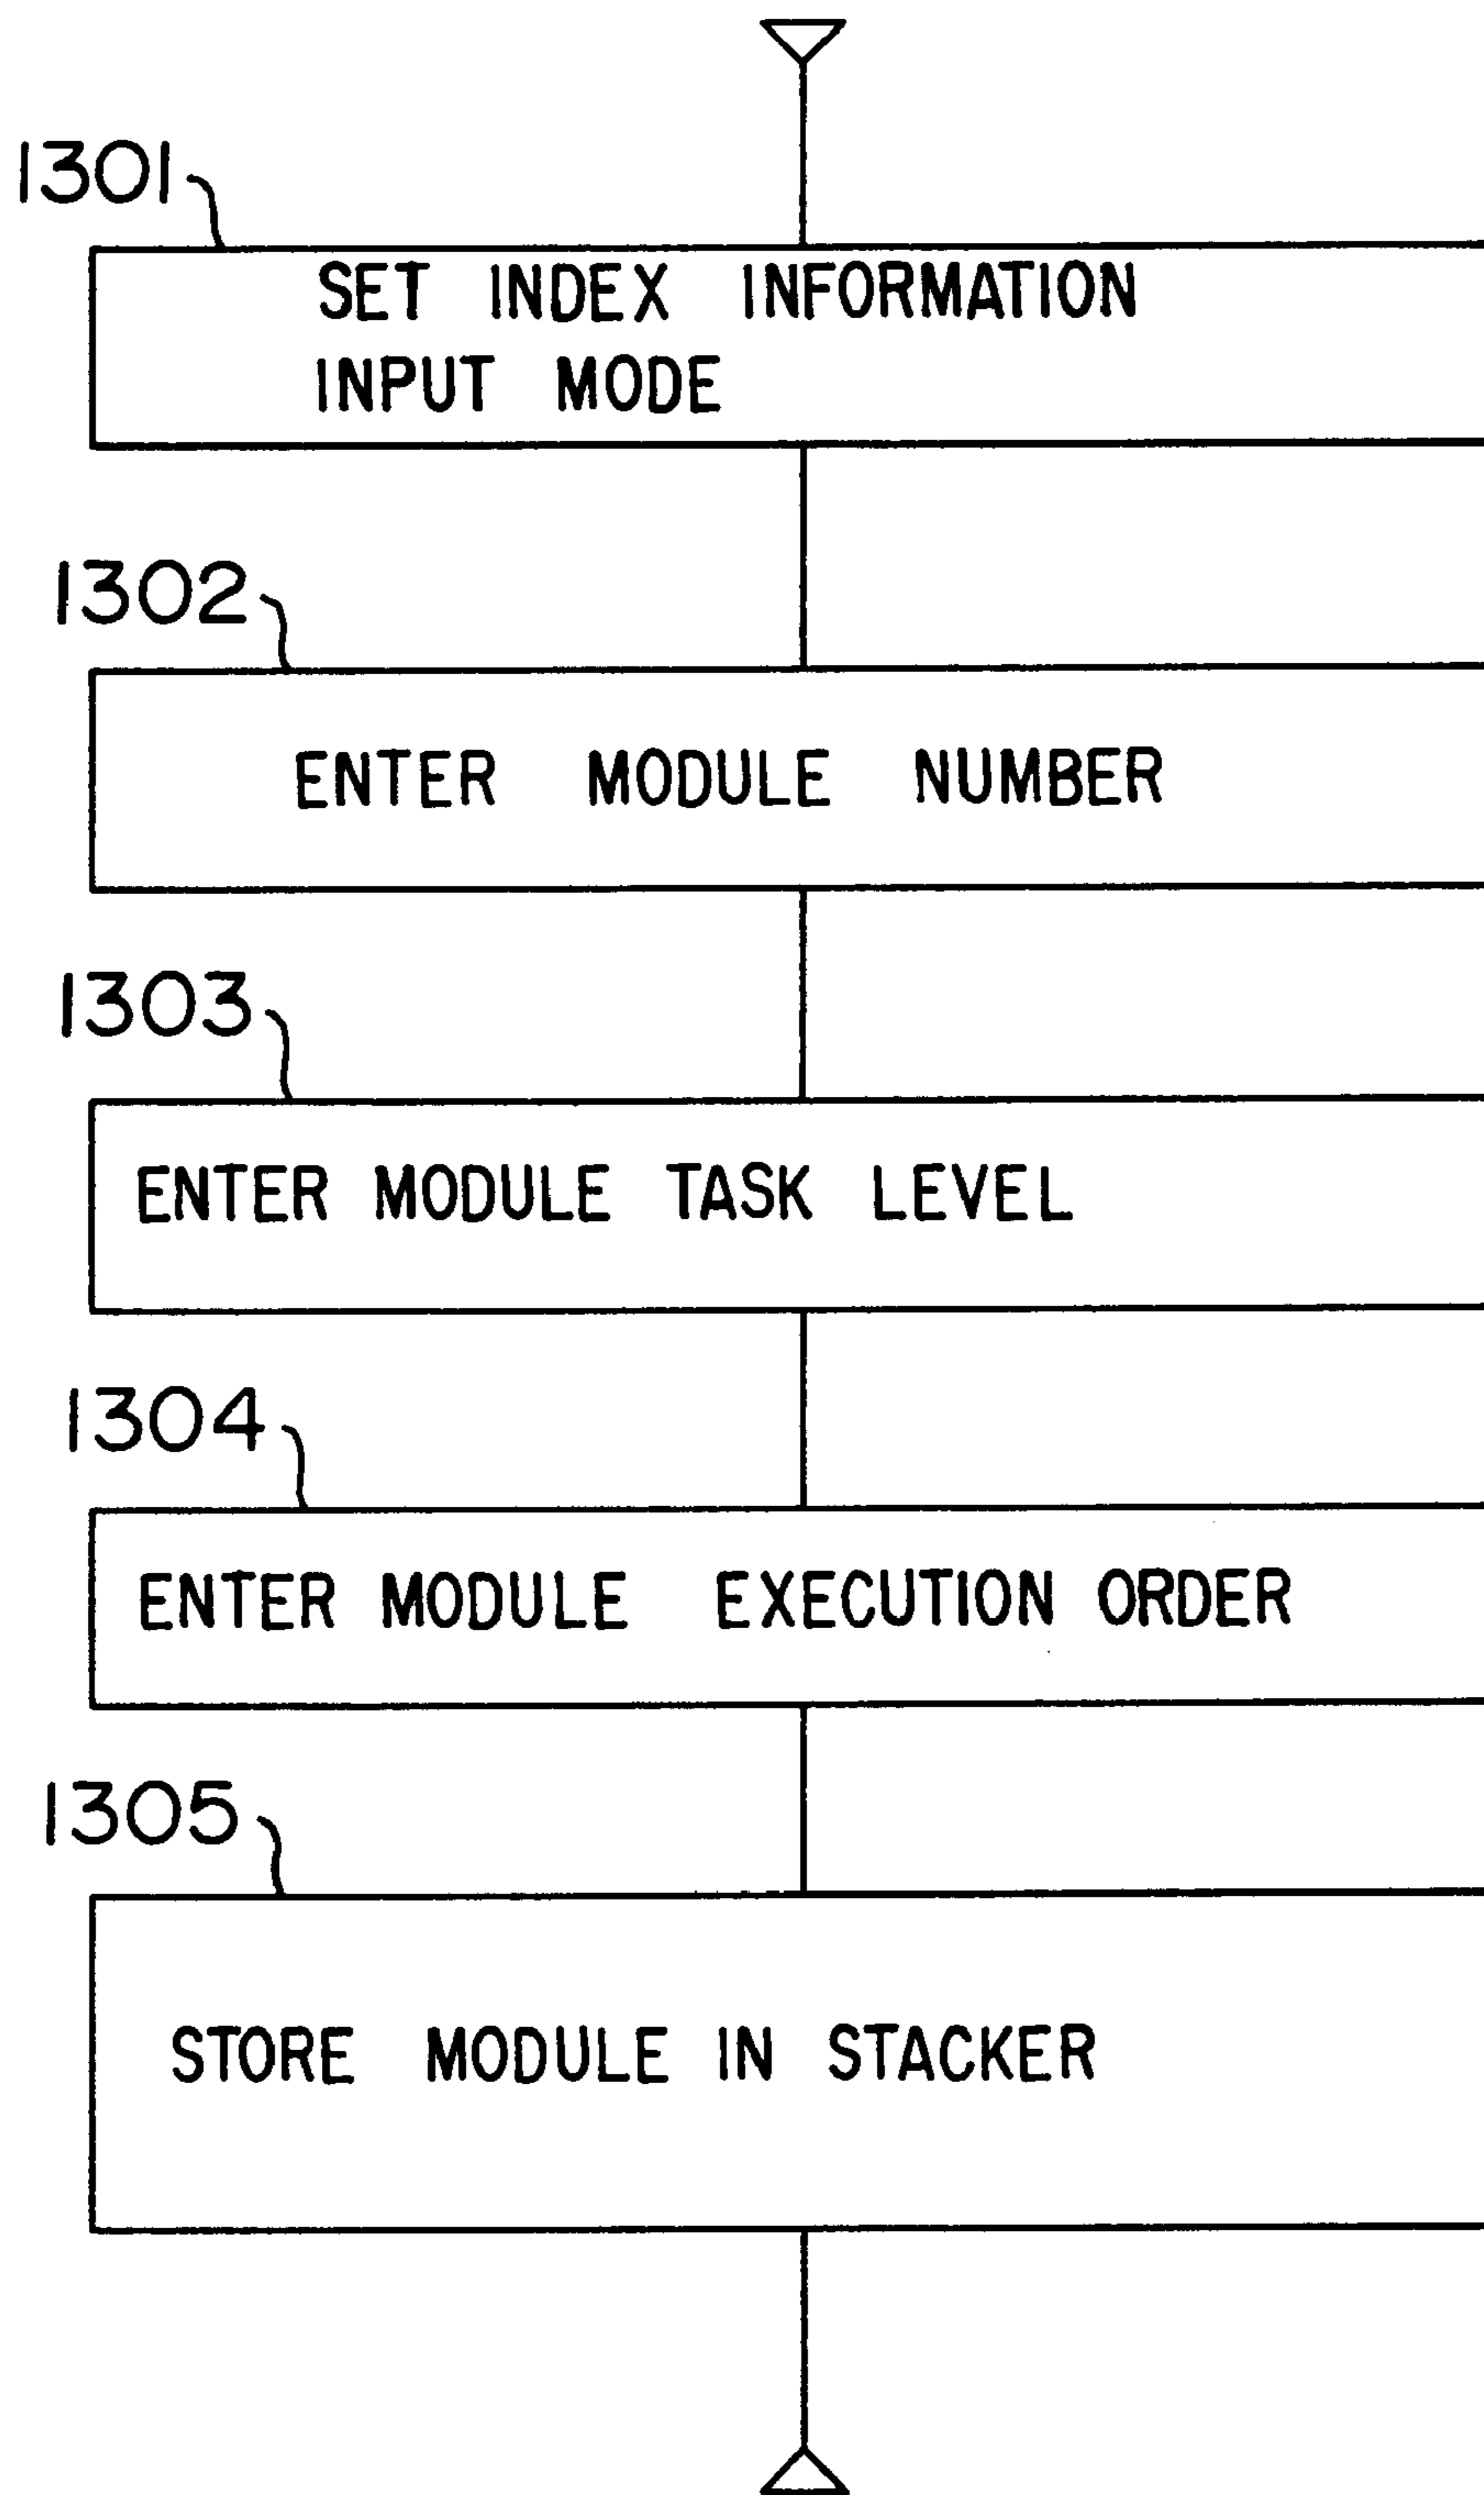 1301
SET INDEX INFORMATION
INPUT MODE
1302
ENTER MODULE NUMBER
1303
ENTER MODULE TASK LEVEL
1304
ENTER MODULE EXECUTION ORDER
1305
STORE MODULE IN STACKER